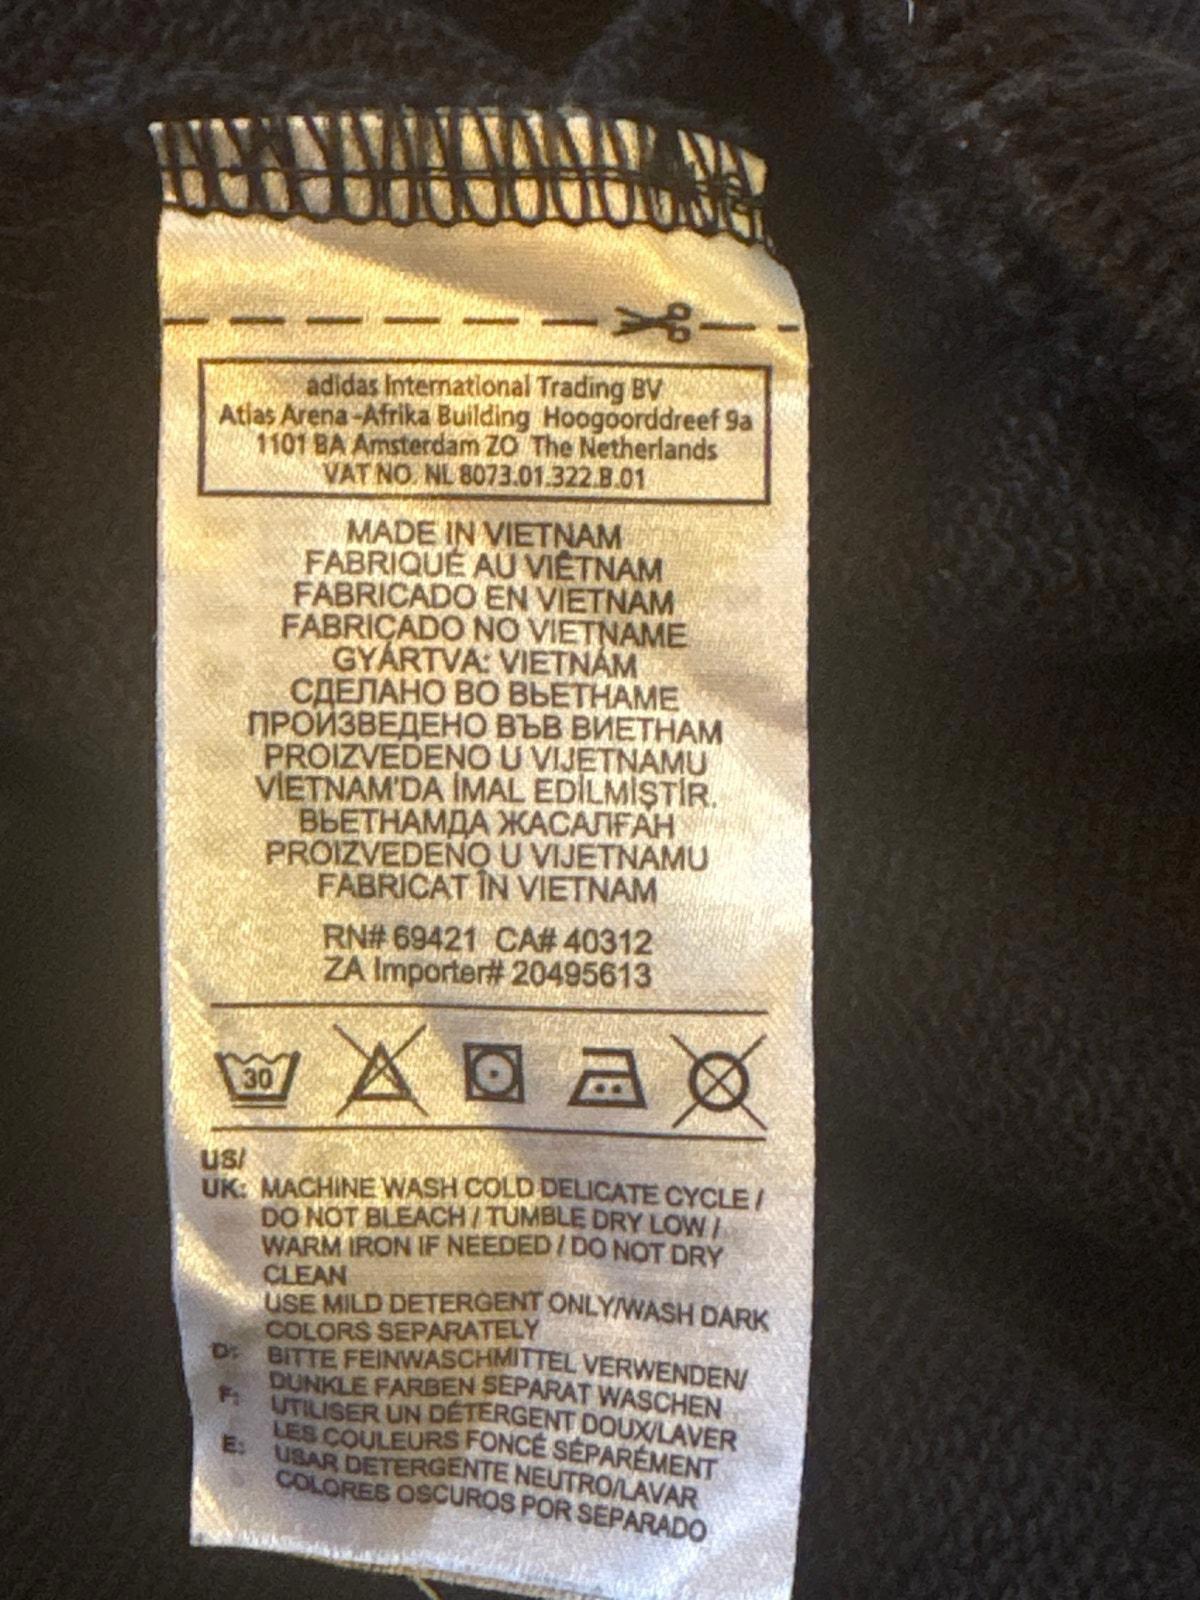 adidas International Trading BV
Atlas Arena -Afrika Building Hoogoorddreef 9a
1101 BA Amsterdam ZO The Netherlands
VAT NO. NL 8073.01.322.B.01
MADE IN VIETNAM
FABRIQUÉ AU VIÊTNAM
FABRICADO EN VIETNAM
FABRICADO NO VIETNAME
GYÁRTVA: VIETNÁM
СДЕЛАНО ВО ВЬЕТНАМЕ
ПРОИЗВЕДЕНО ВЪВ ВИЕТНАМ
PROIZVEDENO U VIJETNAMU
VİETNAM'DA İMAL EDİLMİŞTİR.
ВЬЕТНАМДА ЖАСАЛҒАН
PROIZVEDENO U VIJETNAMU
FABRICAT ÎN VIETNAM
RN# 69421 CA# 40312
ZA Importer# 20495613
30
US/
UK: MACHINE WASH COLD DELICATE CYCLE /
DO NOT BLEACH / TUMBLE DRY LOW /
WARM IRON IF NEEDED / DO NOT DRY
CLEAN
USE MILD DETERGENT ONLY/WASH DARK
COLORS SEPARATELY
D: BITTE FEINWASCHMITTEL VERWENDEN/
DUNKLE FARBEN SEPARAT WASCHEN
F: UTILISER UN DÉTERGENT DOUX/LAVER
LES COULEURS FONCÉ SÉPARÉMENT
E: USAR DETERGENTE NEUTRO/LAVAR
COLORES OSCUROS POR SEPARADO